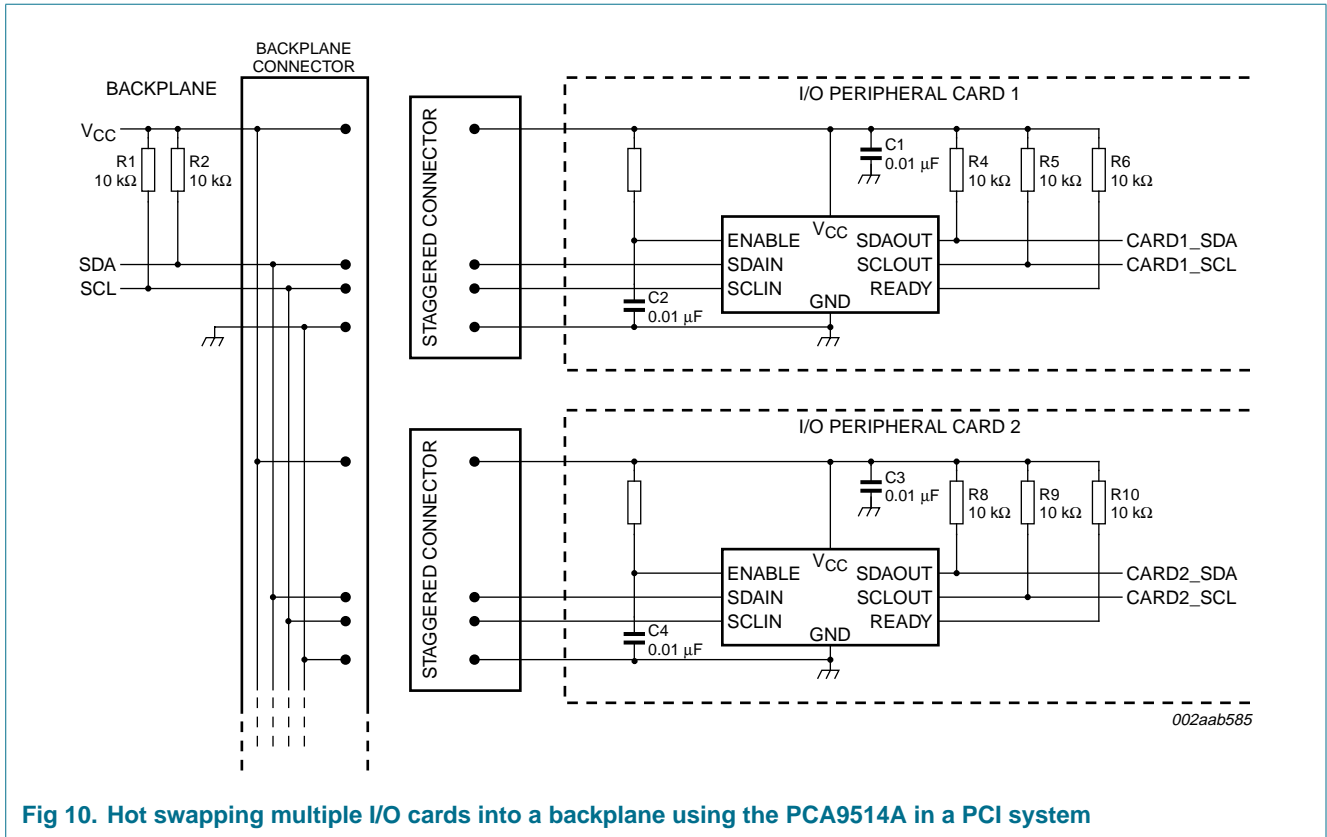 BACKPLANE
CONNECTOR
BACKPLANE
VCC
R1
10 kΩ
R2
10 kΩ
SDA
SCL
STAGGERED CONNECTOR
I/O PERIPHERAL CARD 1
C1
0.01 μF
R4
10 kΩ
R5
10 kΩ
R6
10 kΩ
VCC
ENABLE
SDAIN
SCLIN
SDAOUT
SCLOUT
READY
GND
CARD1_SDA
CARD1_SCL
C2
0.01 μF
STAGGERED CONNECTOR
I/O PERIPHERAL CARD 2
C3
0.01 μF
R8
10 kΩ
R9
10 kΩ
R10
10 kΩ
VCC
ENABLE
SDAIN
SCLIN
SDAOUT
SCLOUT
READY
GND
CARD2_SDA
CARD2_SCL
C4
0.01 μF
002aab585
Fig 10. Hot swapping multiple I/O cards into a backplane using the PCA9514A in a PCI system